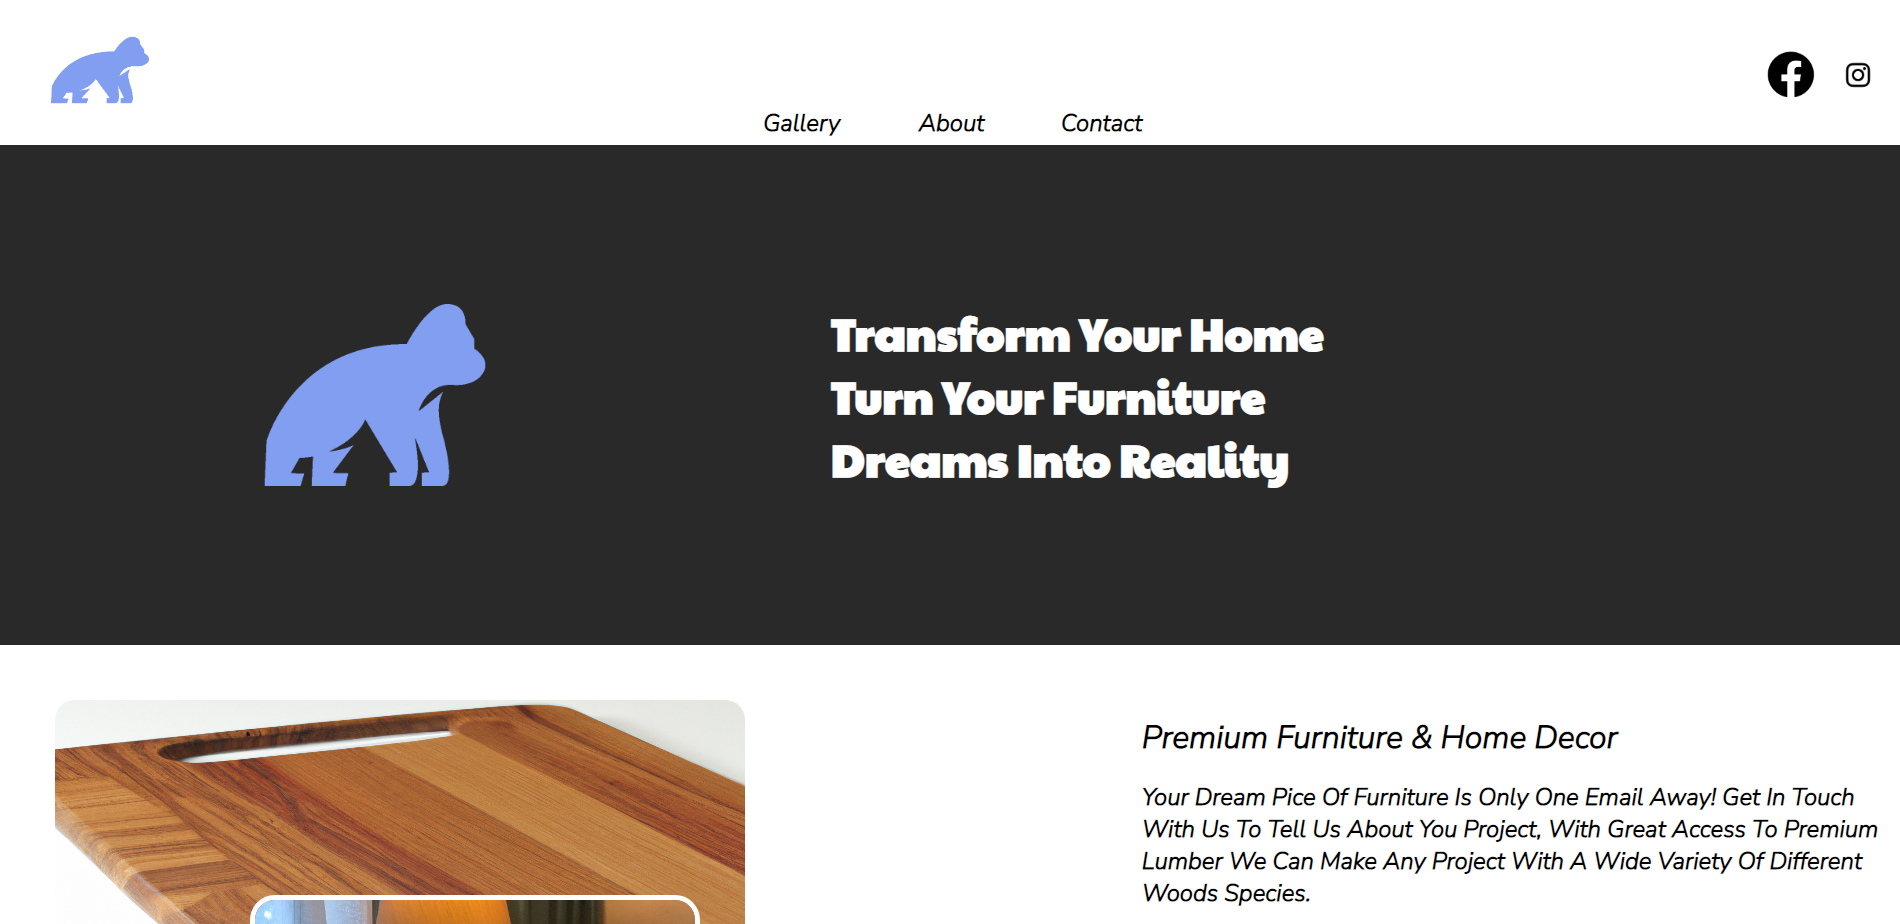 Gallery About Contact
Transform Your Home
Turn Your Furniture
Dreams Into Reality
Premium Furniture & Home Decor
Your Dream Pice Of Furniture Is Only One Email Away! Get In Touch
With Us To Tell Us About You Project, With Great Access To Premium
Lumber We Can Make Any Project With A Wide Variety Of Different
Woods Species.